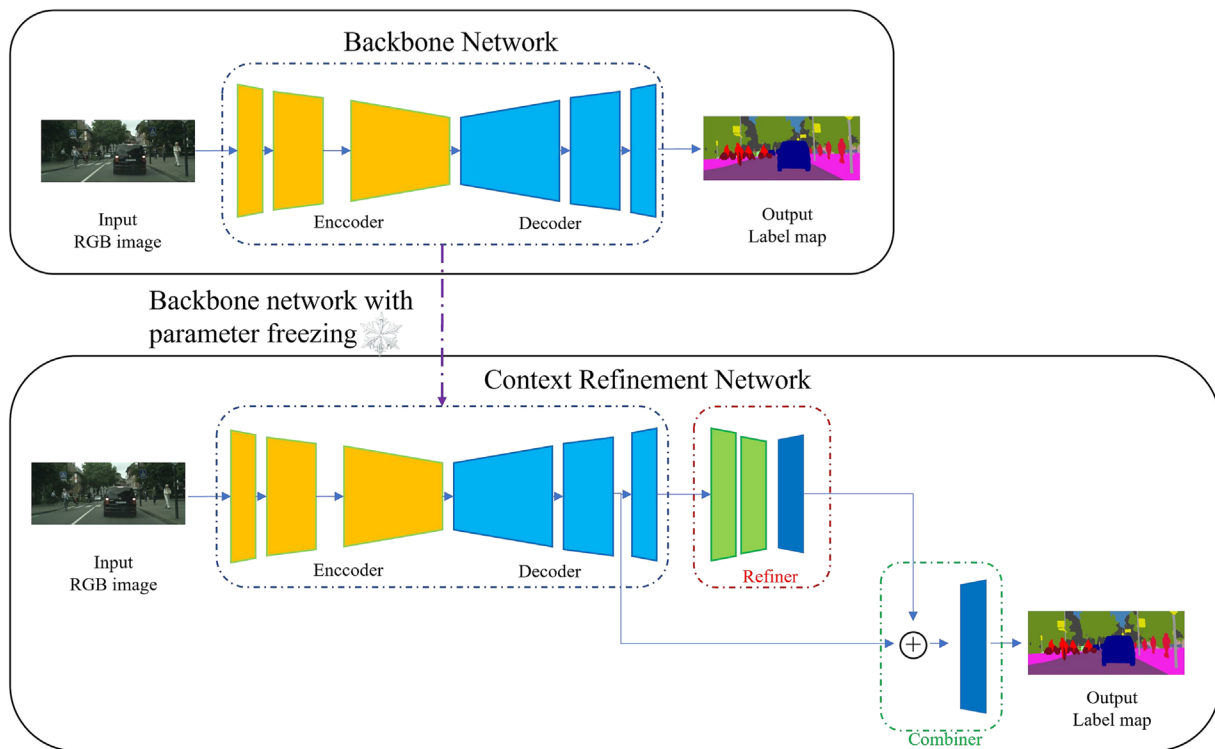 Backbone Network
Input
RGB image
Enccoder
Decoder
Output
Label map
Backbone network with
parameter freezing
Context Refinement Network
Input
RGB image
Enccoder
Decoder
Refiner
Combiner
Output
Label map